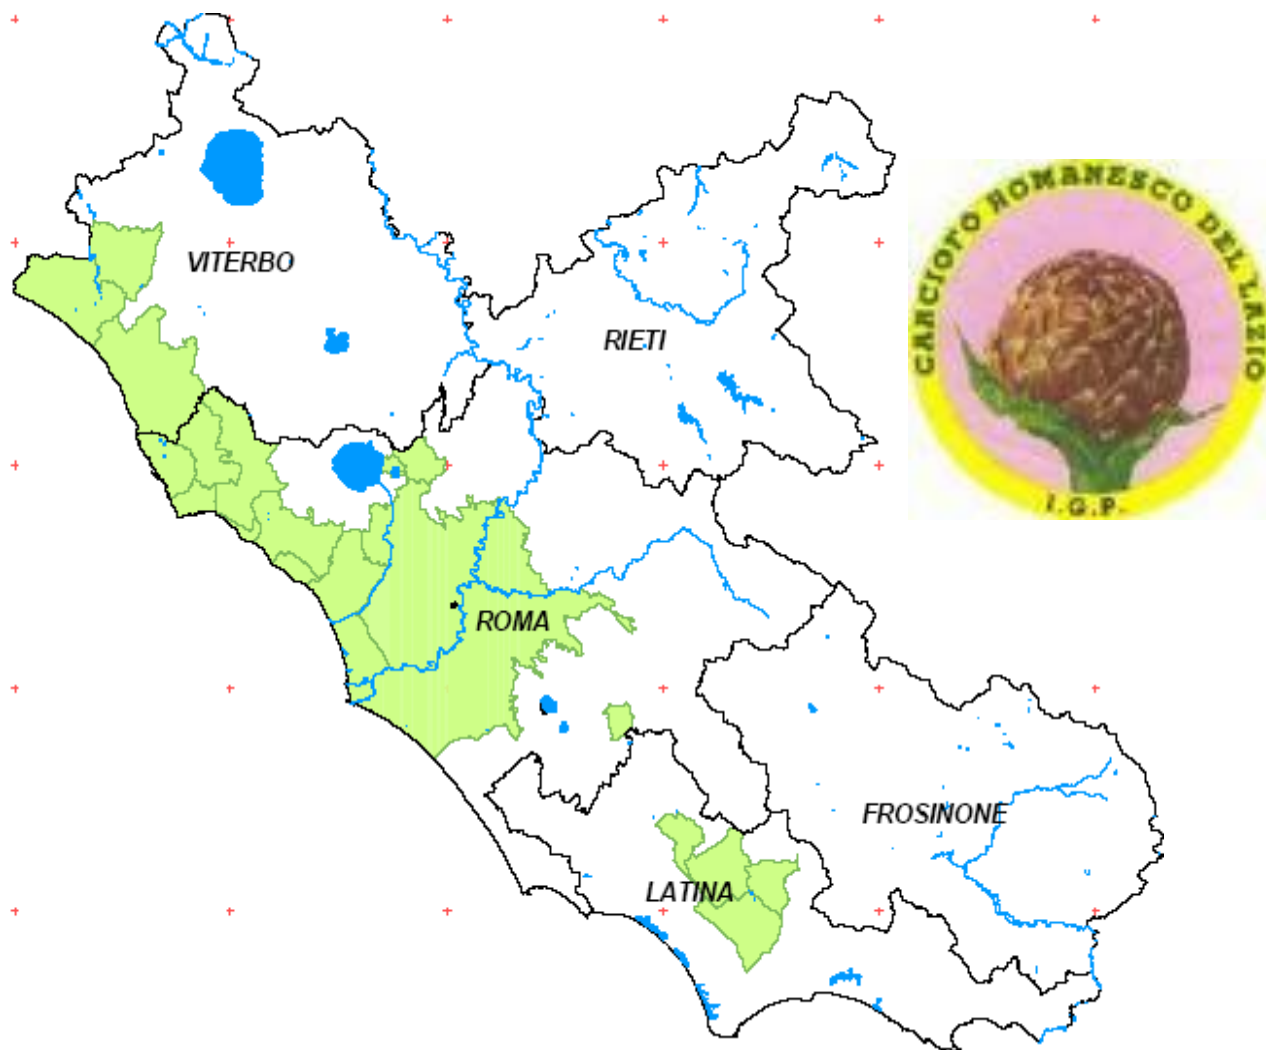 VITERBO
RIETI
ROMA
FROSINONE
LATINA
CARCIOFO ROMANESCO DEL LAZIO
I.G.P.